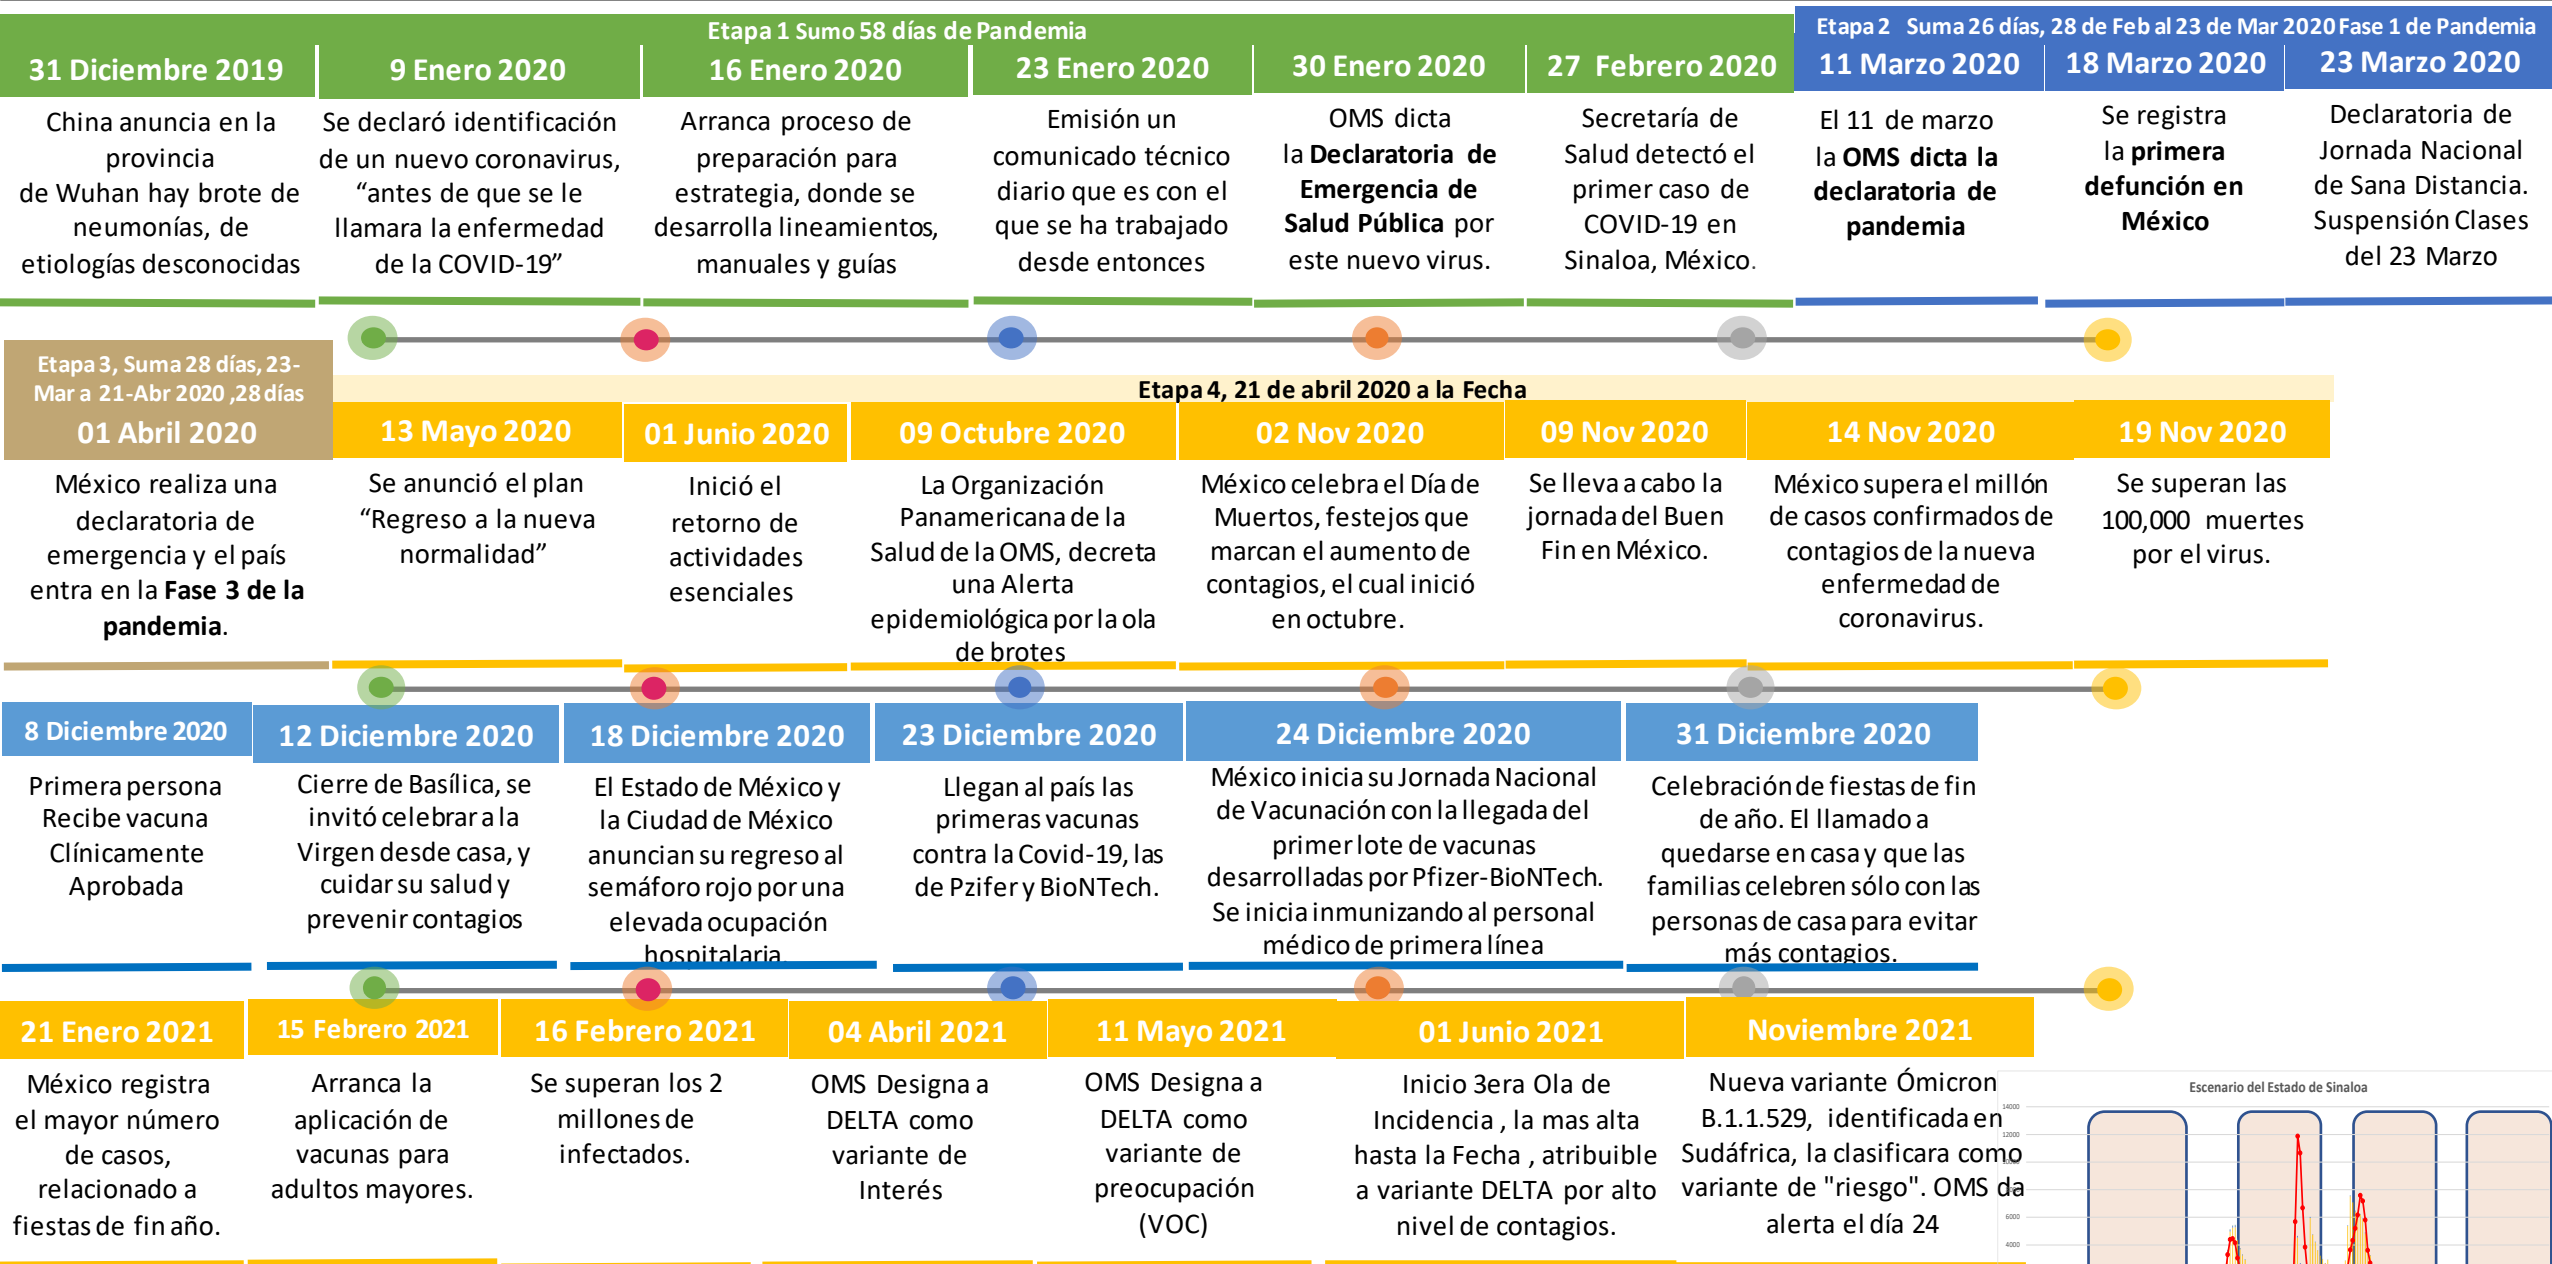 Etapa 1 Sumo 58 días de Pandemia
Etapa 2 Suma 26 días, 28 de Feb al 23 de Mar 2020 Fase 1 de Pandemia
31 Diciembre 2019
9 Enero 2020
16 Enero 2020
23 Enero 2020
30 Enero 2020
27 Febrero 2020
11 Marzo 2020
18 Marzo 2020
23 Marzo 2020
China anuncia en la
provincia
de Wuhan hay brote de
neumonías, de
etiologías desconocidas
Se declaró identificación
de un nuevo coronavirus,
“antes de que se le
llamara la enfermedad
de la COVID-19”
Arranca proceso de
preparación para
estrategia, donde se
desarrolla lineamientos,
manuales y guías
Emisión un
comunicado técnico
diario que es con el
que se ha trabajado
desde entonces
OMS dicta
la Declaratoria de
Emergencia de
Salud Pública por
este nuevo virus.
Secretaría de
Salud detectó el
primer caso de
COVID-19 en
Sinaloa, México.
El 11 de marzo
la OMS dicta la
declaratoria de
pandemia
Se registra
la primera
defunción en
México
Declaratoria de
Jornada Nacional
de Sana Distancia.
Suspensión Clases
del 23 Marzo
Etapa 3, Suma 28 días, 23-
Mar a 21-Abr 2020 ,28 días
Etapa 4, 21 de abril 2020 a la Fecha
01 Abril 2020
13 Mayo 2020
01 Junio 2020
09 Octubre 2020
02 Nov 2020
09 Nov 2020
14 Nov 2020
19 Nov 2020
México realiza una
declaratoria de
emergencia y el país
entra en la Fase 3 de la
pandemia.
Se anunció el plan
“Regreso a la nueva
normalidad”
Inició el
retorno de
actividades
esenciales
La Organización
Panamericana de la
Salud de la OMS, decreta
una Alerta
epidemiológica por la ola
de brotes
México celebra el Día de
Muertos, festejos que
marcan el aumento de
contagios, el cual inició
en octubre.
Se lleva a cabo la
jornada del Buen
Fin en México.
México supera el millón
de casos confirmados de
contagios de la nueva
enfermedad de
coronavirus.
Se superan las
100,000 muertes
por el virus.
8 Diciembre 2020
12 Diciembre 2020
18 Diciembre 2020
23 Diciembre 2020
24 Diciembre 2020
31 Diciembre 2020
Primera persona
Recibe vacuna
Clínicamente
Aprobada
Cierre de Basílica, se
invitó celebrar a la
Virgen desde casa, y
cuidar su salud y
prevenir contagios
El Estado de México y
la Ciudad de México
anuncian su regreso al
semáforo rojo por una
elevada ocupación
hospitalaria.
Llegan al país las
primeras vacunas
contra la Covid-19, las
de Pzifer y BioNTech.
México inicia su Jornada Nacional
de Vacunación con la llegada del
primer lote de vacunas
desarrolladas por Pfizer-BioNTech.
Se inicia inmunizando al personal
médico de primera línea
Celebración de fiestas de fin
de año. El llamado a
quedarse en casa y que las
familias celebren sólo con las
personas de casa para evitar
más contagios.
21 Enero 2021
15 Febrero 2021
16 Febrero 2021
04 Abril 2021
11 Mayo 2021
01 Junio 2021
Noviembre 2021
México registra
el mayor número
de casos,
relacionado a
fiestas de fin año.
Arranca la
aplicación de
vacunas para
adultos mayores.
Se superan los 2
millones de
infectados.
OMS Designa a
DELTA como
variante de
Interés
OMS Designa a
DELTA como
variante de
preocupación
(VOC)
Inicio 3era Ola de
Incidencia , la mas alta
hasta la Fecha , atribuible
a variante DELTA por alto
nivel de contagios.
Nueva variante Ómicron
B.1.1.529, identificada en
Sudáfrica, la clasificara como
variante de "riesgo". OMS da
alerta el día 24
Escenario del Estado de Sinaloa
14000
12000
6000
4000